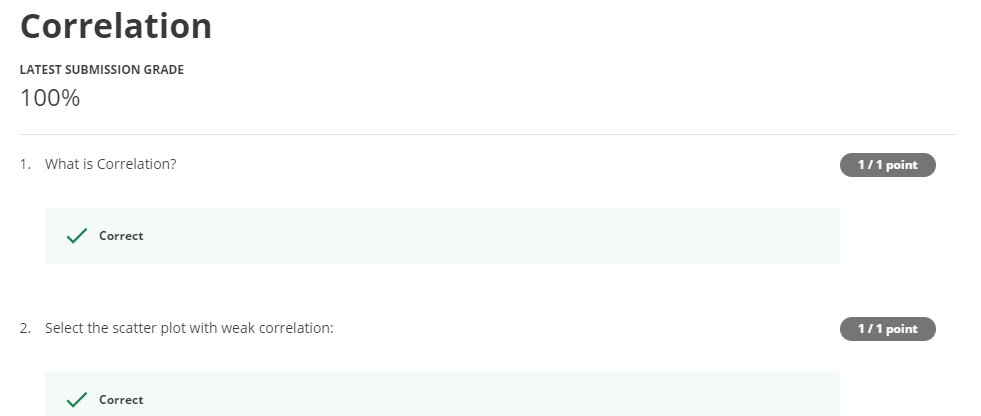 Correlation
LATEST SUBMISSION GRADE
100%
1. What is Correlation?
1 / 1 point
Correct
2. Select the scatter plot with weak correlation:
1 / 1 point
Correct